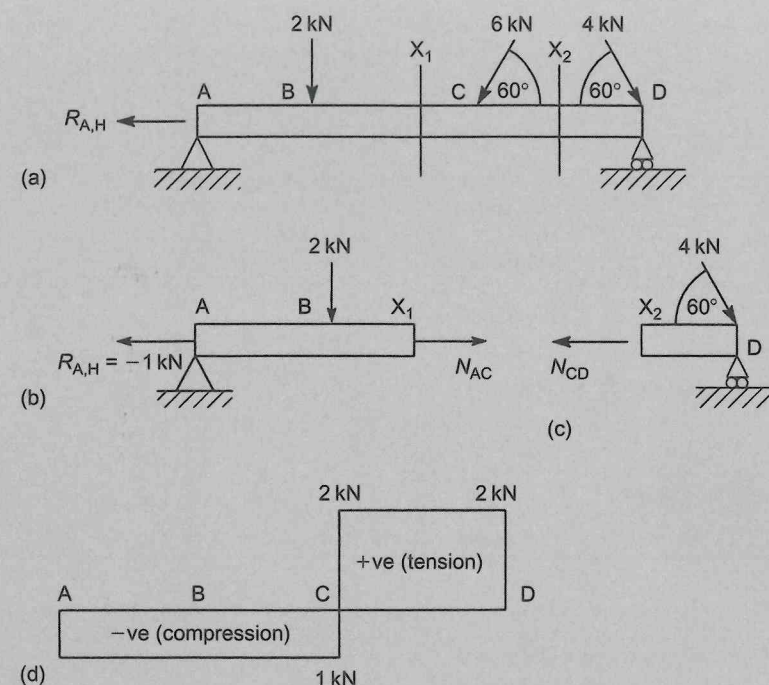 2 kN
6 kN
4 kN
X1
X2
A
B
C
60°
60°
D
RA,H
(a)
2 kN
4 kN
A
B
X1
X2
60°
D
RA,H = −1 kN
NAC
NCD
(b)
(c)
2 kN
2 kN
+ve (tension)
A
B
C
D
−ve (compression)
(d)
1 kN